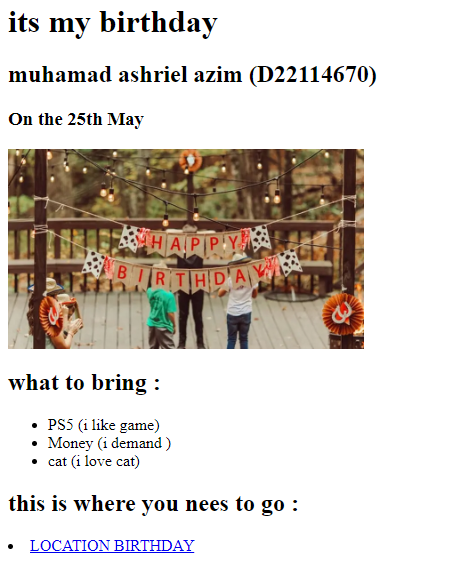 its my birthday
muhamad ashriel azim (D22114670)
On the 25th May
HAPPY
BIRTHDAY
what to bring :
PS5 (i like game)
Money (i demand )
cat (i love cat)
this is where you nees to go :
LOCATION BIRTHDAY